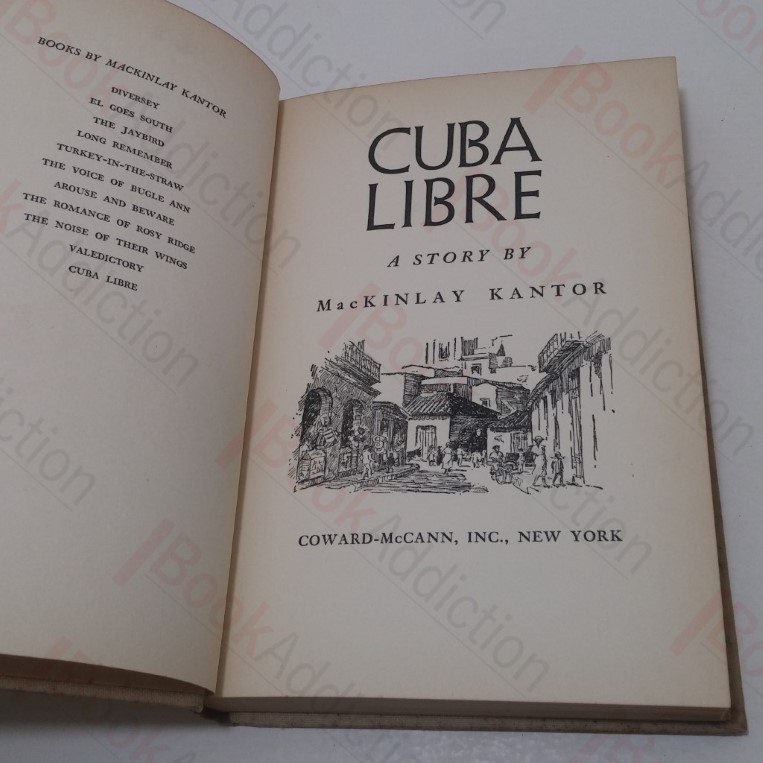 BOOKS BY MACKINLAY KANTOR
DIVERSEY
EL GOES SOUTH
THE JAYBIRD
LONG REMEMBER
TURKEY-IN-THE-STRAW
THE VOICE OF BUGLE ANN
AROUSE AND BEWARE
THE ROMANCE OF ROSY RIDGE
THE NOISE OF THEIR WINGS
VALEDICTORY
CUBA LIBRE
CUBA
LIBRE
A STORY BY
MacKINLAY KANTOR
COWARD-McCANN, INC., NEW YORK
BookAddiction